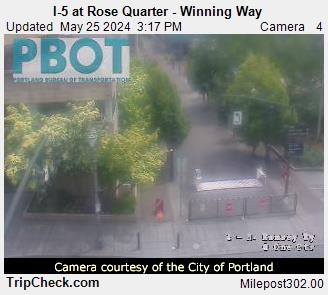 I-5 at Rose Quarter - Winning Way
Updated May 25 2024 3:17 PM Camera 4
PBOT
PORTLAND BUREAU OF TRANSPORTATION
Camera courtesy of the City of Portland
TripCheck.com Milepost302.00